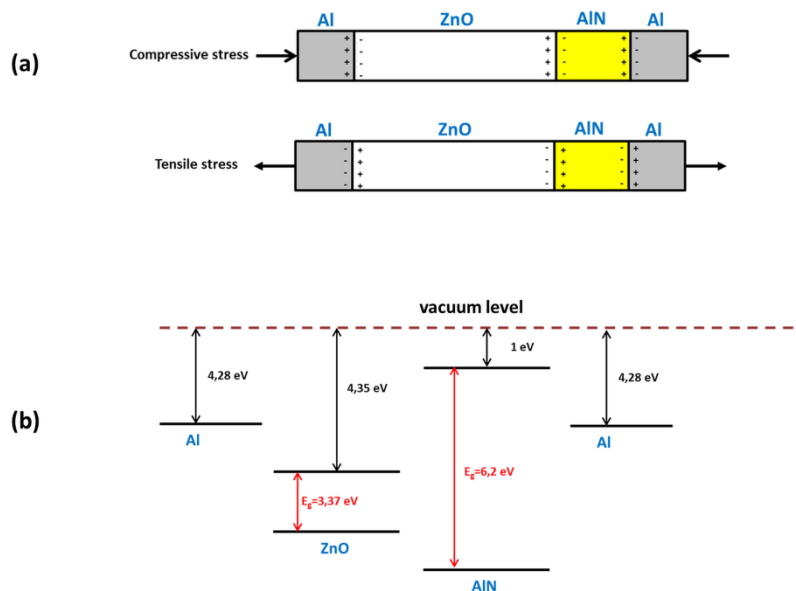 Al ZnO AlN Al
(a)
Compressive stress
+ - + - + -
+ - + - + -
+ - + - + -
+ - + - + -
Al ZnO AlN Al
Tensile stress
- + - + - +
- + - + - +
- + - + - +
- + - + - +
vacuum level
1 eV
4,28 eV 4,35 eV 4,28 eV
(b)
Al Al
Eg=6,2 eV
Eg=3,37 eV
ZnO
AlN